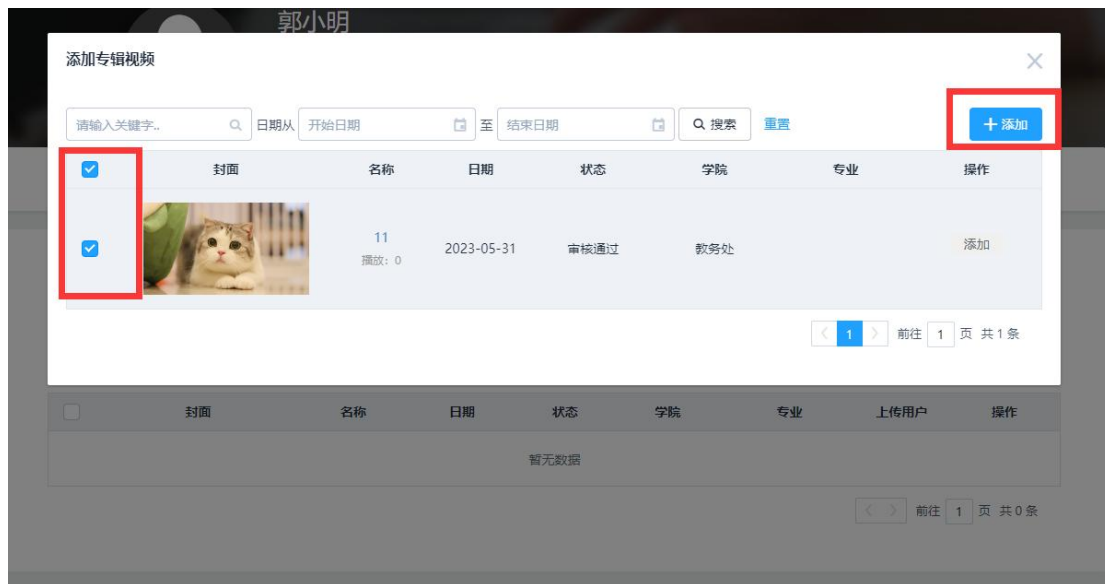 郭小明
添加专辑视频
请输入关键字.. 日期从 开始日期 至 结束日期 搜索 重置 添加
封面 名称 日期 状态 学院 专业 操作
11
播放：0
2023-05-31 审核通过 教务处 添加
1 前往 1 页 共1条
封面 名称 日期 状态 学院 专业 上传用户 操作
暂无数据
前往 1 页 共0条